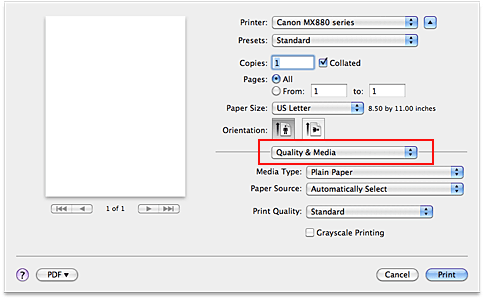 Printer: Canon MX880 series
Presets: Standard
Copies: 1 Collated
Pages: All
From: 1 to: 1
Paper Size: US Letter 8.50 by 11.00 inches
Orientation:
Quality & Media
Media Type: Plain Paper
Paper Source: Automatically Select
1 of 1
Print Quality: Standard
Grayscale Printing
? PDF Cancel Print